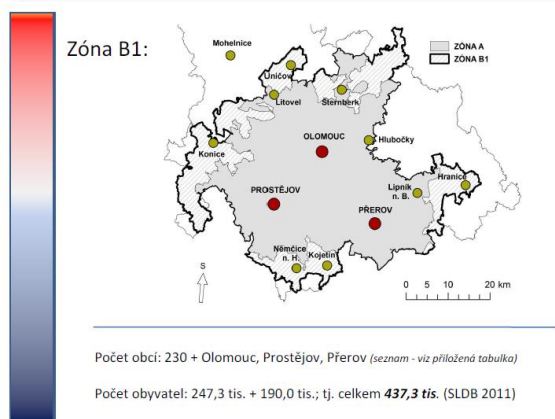 Zóna B1:
Mohelnice
ZÓNA A
ZÓNA B1
Uničov
Litovel
Šternberk
OLOMOUC
Hlubočky
Konice
Hranice
Lipník
n. B.
PROSTĚJOV
PŘEROV
Němčice
n. H.
Kojetín
S
0 5 10 20 km
Počet obcí: 230 + Olomouc, Prostějov, Přerov (seznam - viz přiložená tabulka)
Počet obyvatel: 247,3 tis. + 190,0 tis.; tj. celkem 437,3 tis. (SLDB 2011)